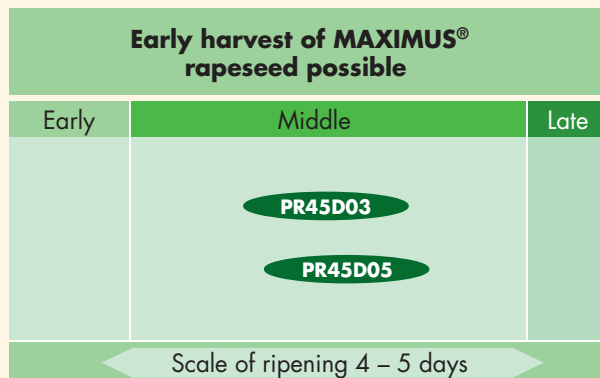 Early harvest of MAXIMUS®
rapeseed possible
Early Middle Late
PR45D03
PR45D05
Scale of ripening 4 – 5 days